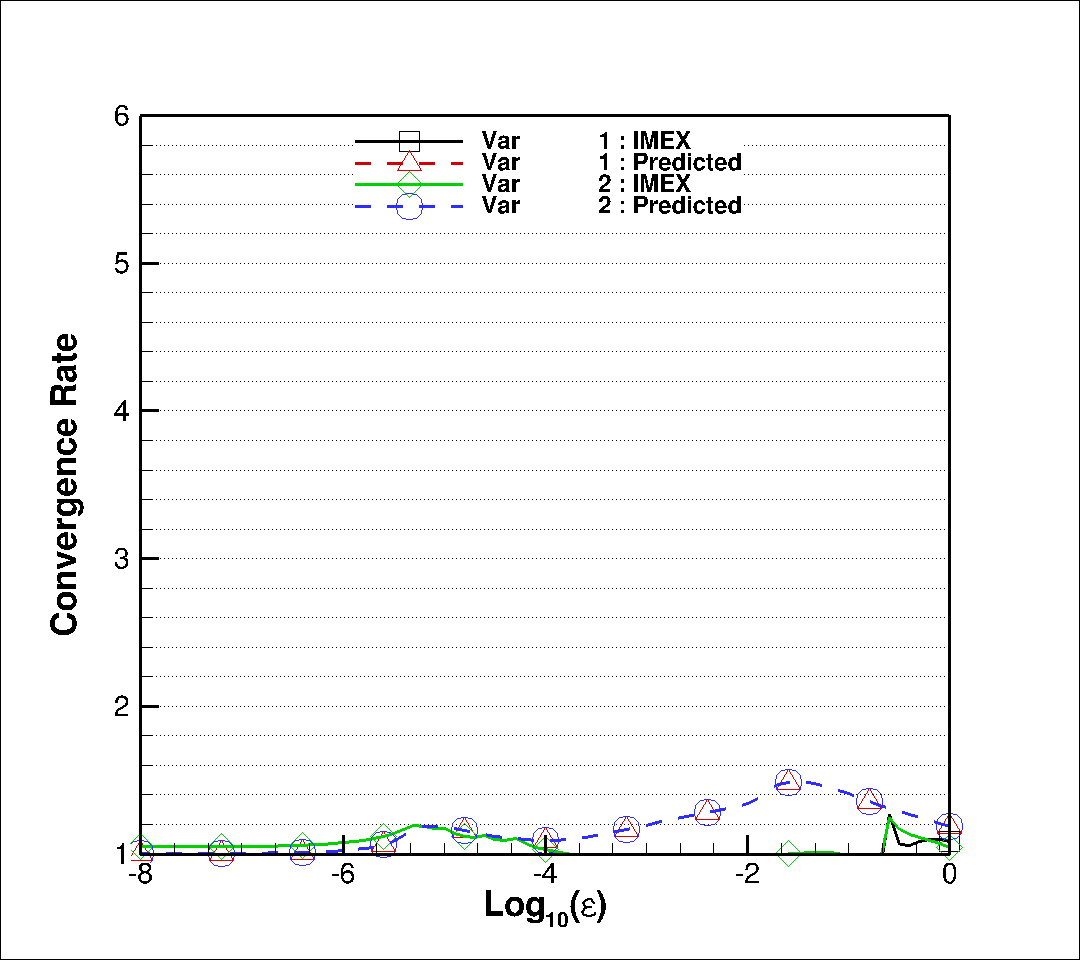 6
5
4
3
2
1
Convergence Rate
Var 1 : IMEX
Var 1 : Predicted
Var 2 : IMEX
Var 2 : Predicted
-8 -6 -4 -2 0
Log10(ε)